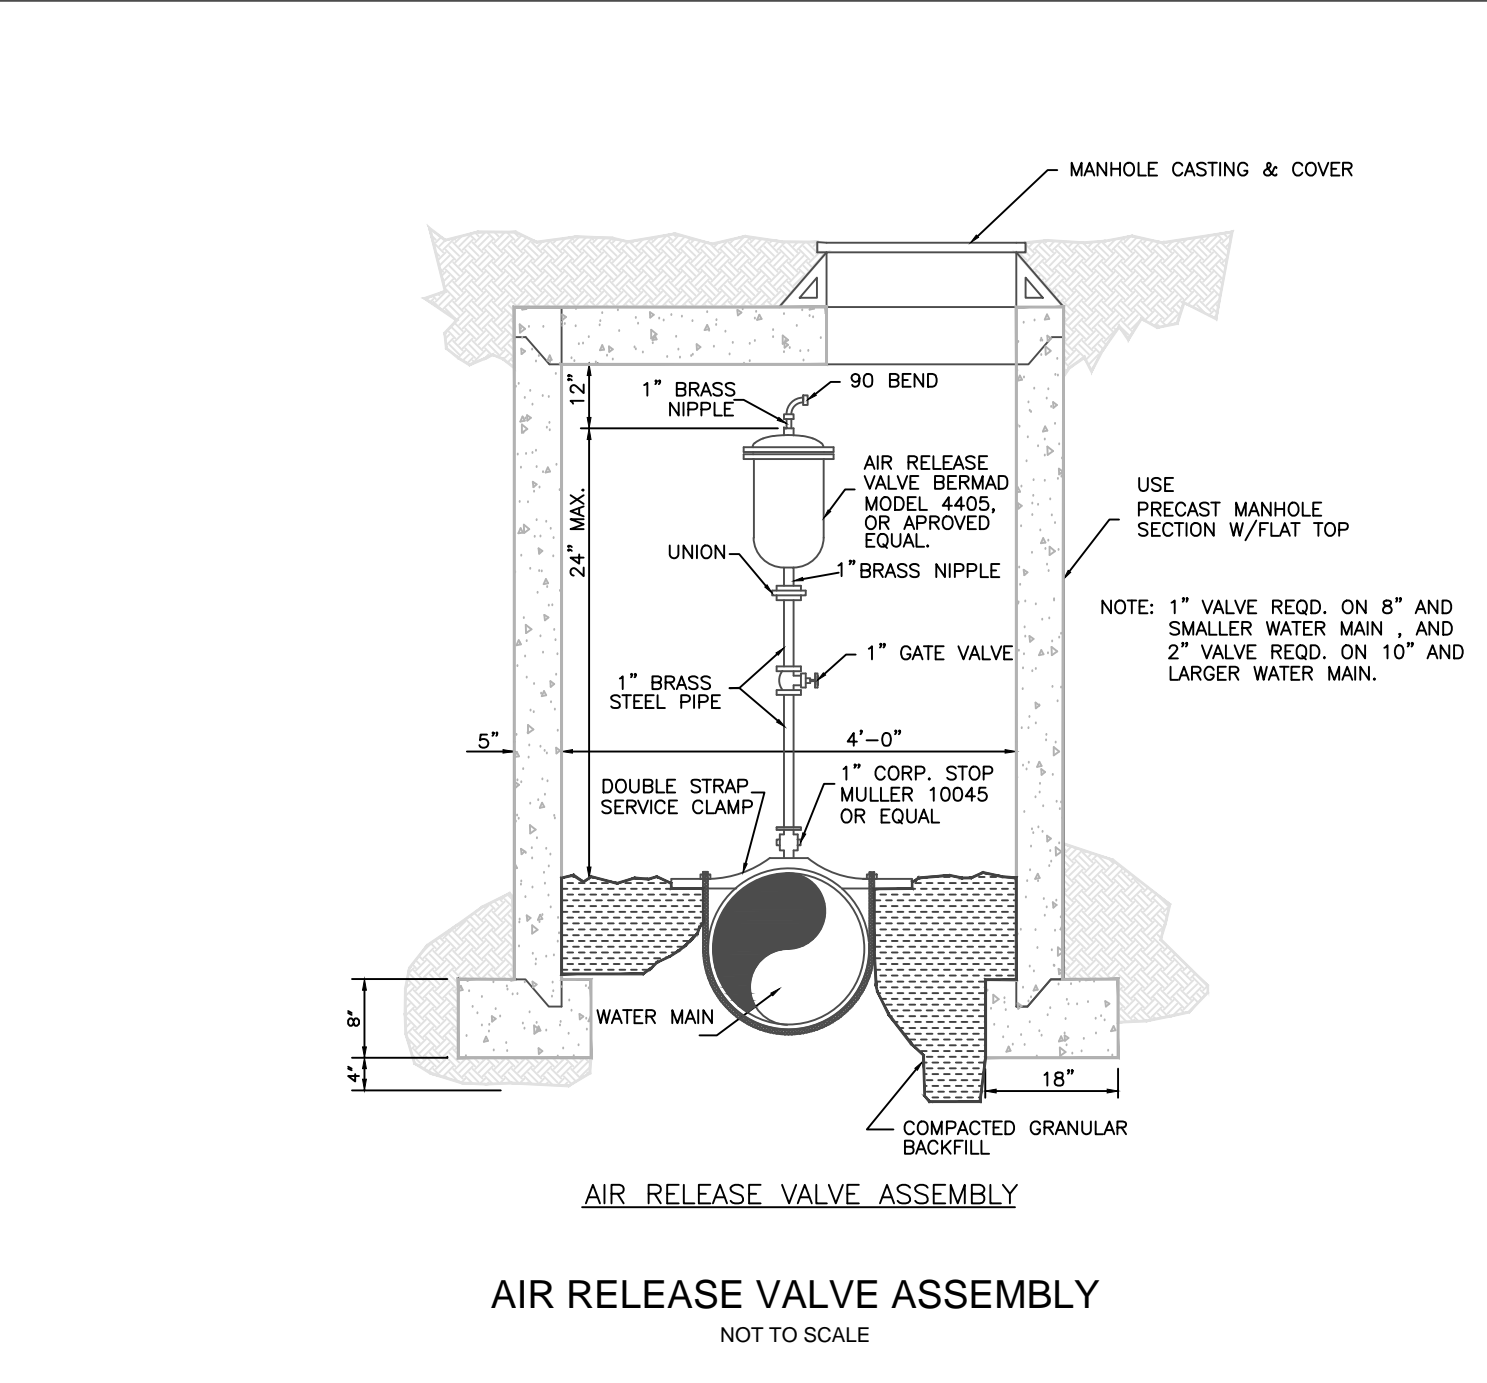 MANHOLE CASTING & COVER
12"
1" BRASS
NIPPLE
90 BEND
AIR RELEASE
VALVE BERMAD
MODEL 4405,
OR APROVED
EQUAL.
24" MAX.
USE
PRECAST MANHOLE
SECTION W/FLAT TOP
UNION
1"BRASS NIPPLE
NOTE: 1" VALVE REQD. ON 8" AND
SMALLER WATER MAIN , AND
2" VALVE REQD. ON 10" AND
LARGER WATER MAIN.
1" GATE VALVE
1" BRASS
STEEL PIPE
5"
4'-0"
DOUBLE STRAP
SERVICE CLAMP
1" CORP. STOP
MULLER 10045
OR EQUAL
WATER MAIN
8"
4"
18"
COMPACTED GRANULAR
BACKFILL
AIR RELEASE VALVE ASSEMBLY
AIR RELEASE VALVE ASSEMBLY
NOT TO SCALE